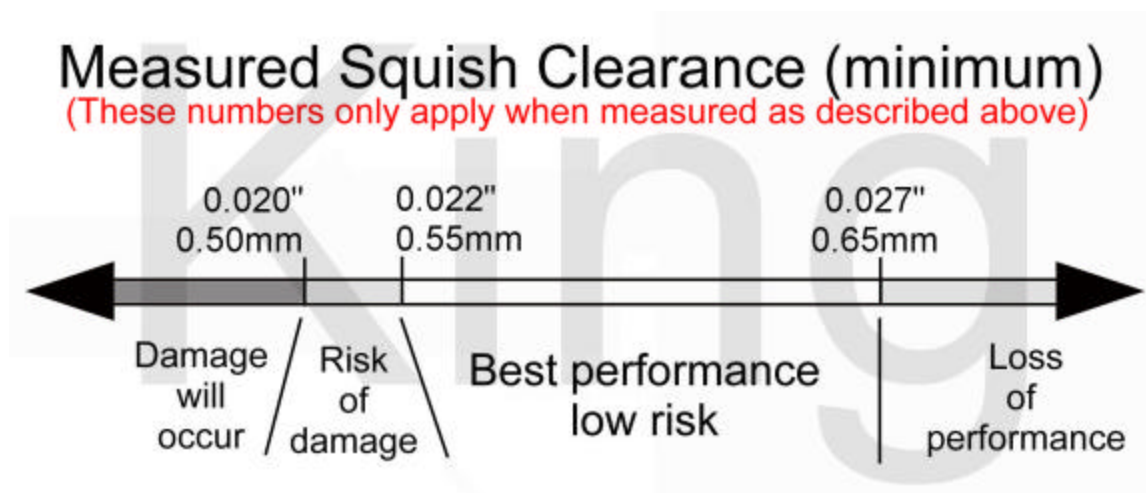 Measured Squish Clearance (minimum)
(These numbers only apply when measured as described above)
0.020" 0.022" 0.027"
0.50mm 0.55mm 0.65mm
Damage
will
occur
Risk
of
damage
Best performance
low risk
Loss
of
performance
King